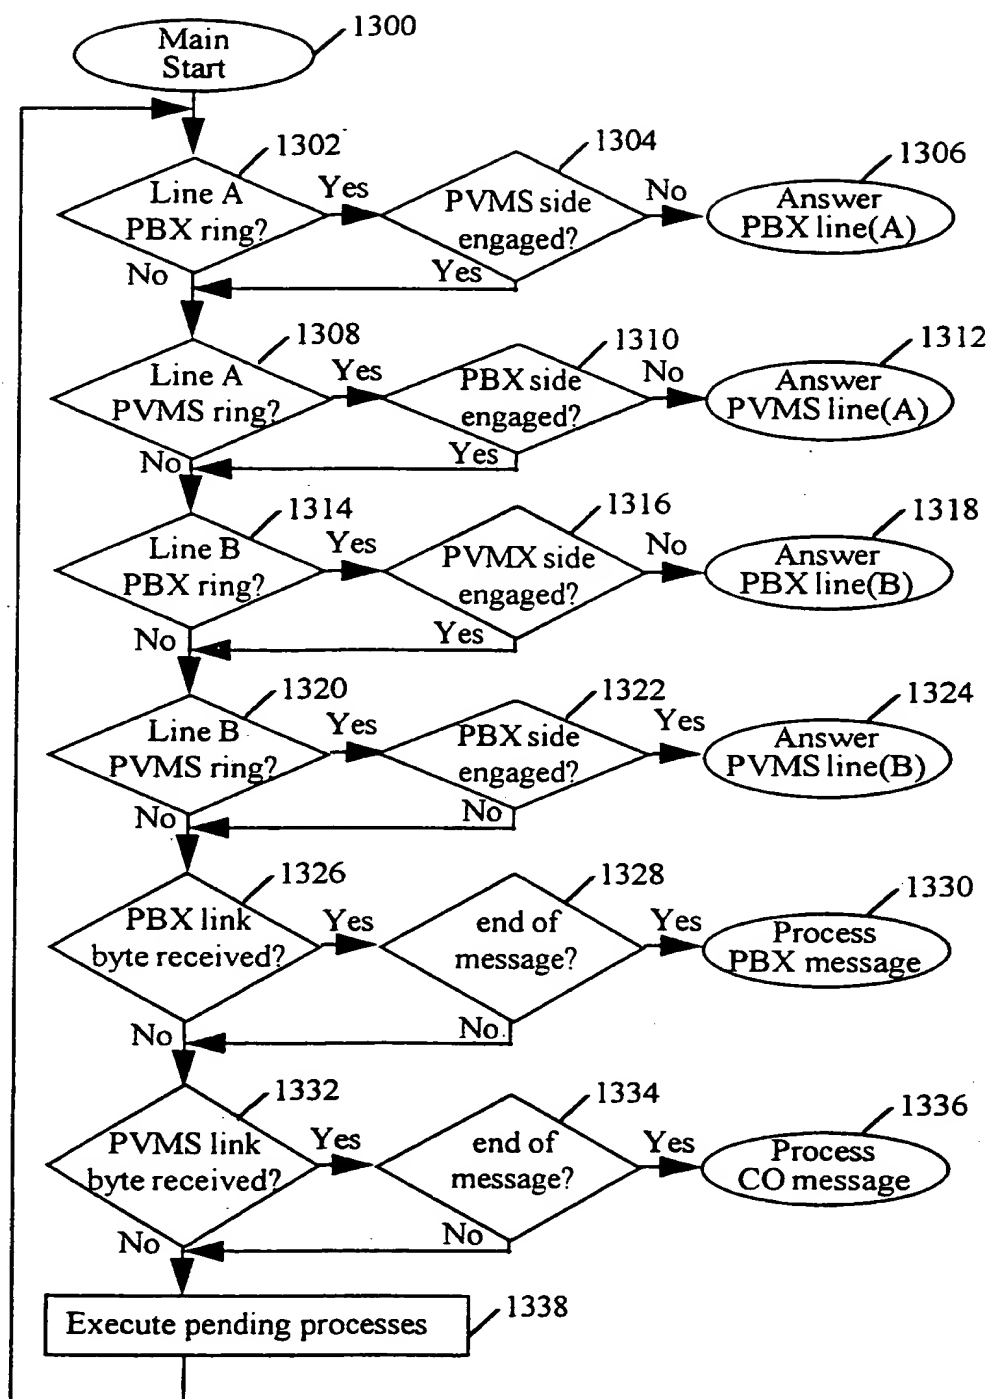 Main
Start
1300
Line A
PBX ring?
1302
Yes
PVMS side
engaged?
1304
No
Answer
PBX line(A)
1306
No
Yes
Line A
PVMS ring?
1308
Yes
PBX side
engaged?
1310
No
Answer
PVMS line(A)
1312
No
Yes
Line B
PBX ring?
1314
Yes
PVMX side
engaged?
1316
No
Answer
PBX line(B)
1318
No
Yes
Line B
PVMS ring?
1320
Yes
PBX side
engaged?
1322
Yes
Answer
PVMS line(B)
1324
No
No
PBX link
byte received?
1326
Yes
end of
message?
1328
Yes
Process
PBX message
1330
No
No
PVMS link
byte received?
1332
Yes
end of
message?
1334
Yes
Process
CO message
1336
No
No
Execute pending processes
1338